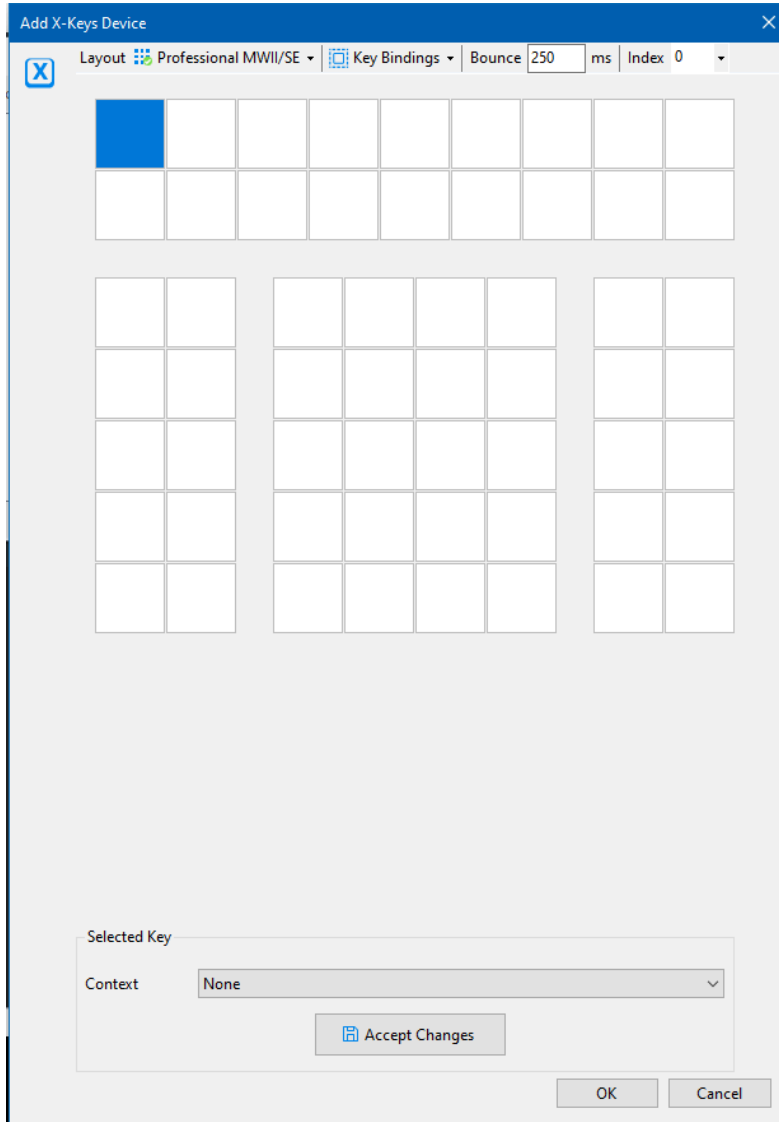 Add X-Keys Device
X Layout Professional MWII/SE Key Bindings Bounce 250 ms Index 0
Selected Key
Context None
Accept Changes
OK Cancel